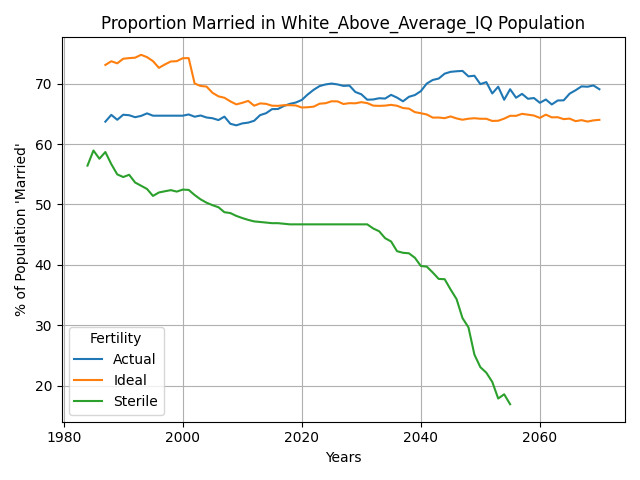 Proportion Married in White_Above_Average_IQ Population
% of Population 'Married'
70
60
50
40
30
20
Fertility
Actual
Ideal
Sterile
1980 2000 2020 2040 2060
Years